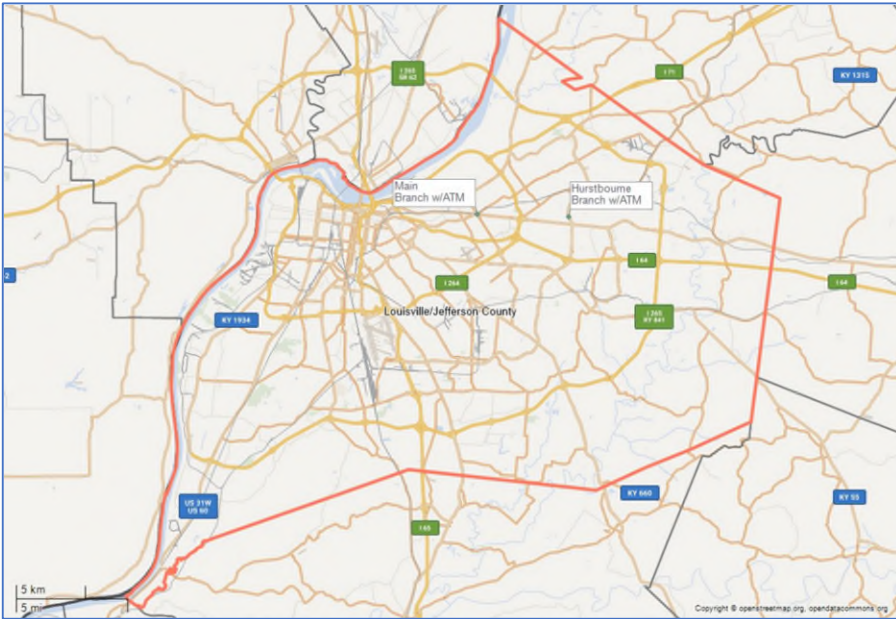 I 265
SR-62
I 71
KY 1315
Main
Branch w/ATM
Hurstbourne
Branch w/ATM
I 64
-2
I 264
I 64
Louisville/Jefferson County
KY 1934
I 265
KY 841
US 31W
US 60
KY 660
KY 55
I 65
5 km
5 mi
Copyright © openstreetmap.org, opendatacommons.org